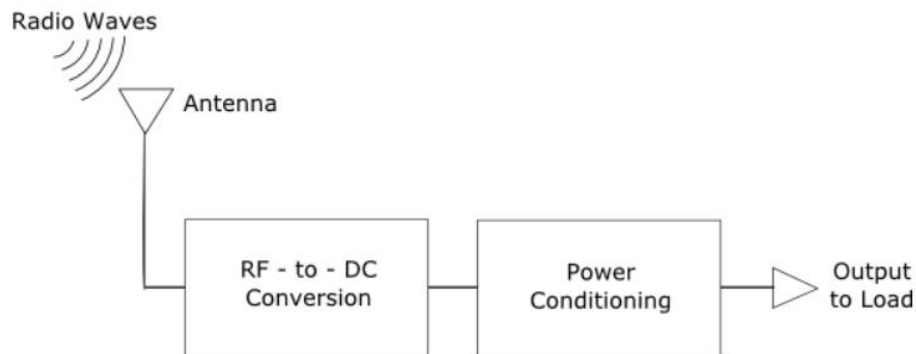 Radio Waves
Antenna
RF - to - DC
Conversion
Power
Conditioning
Output
to Load